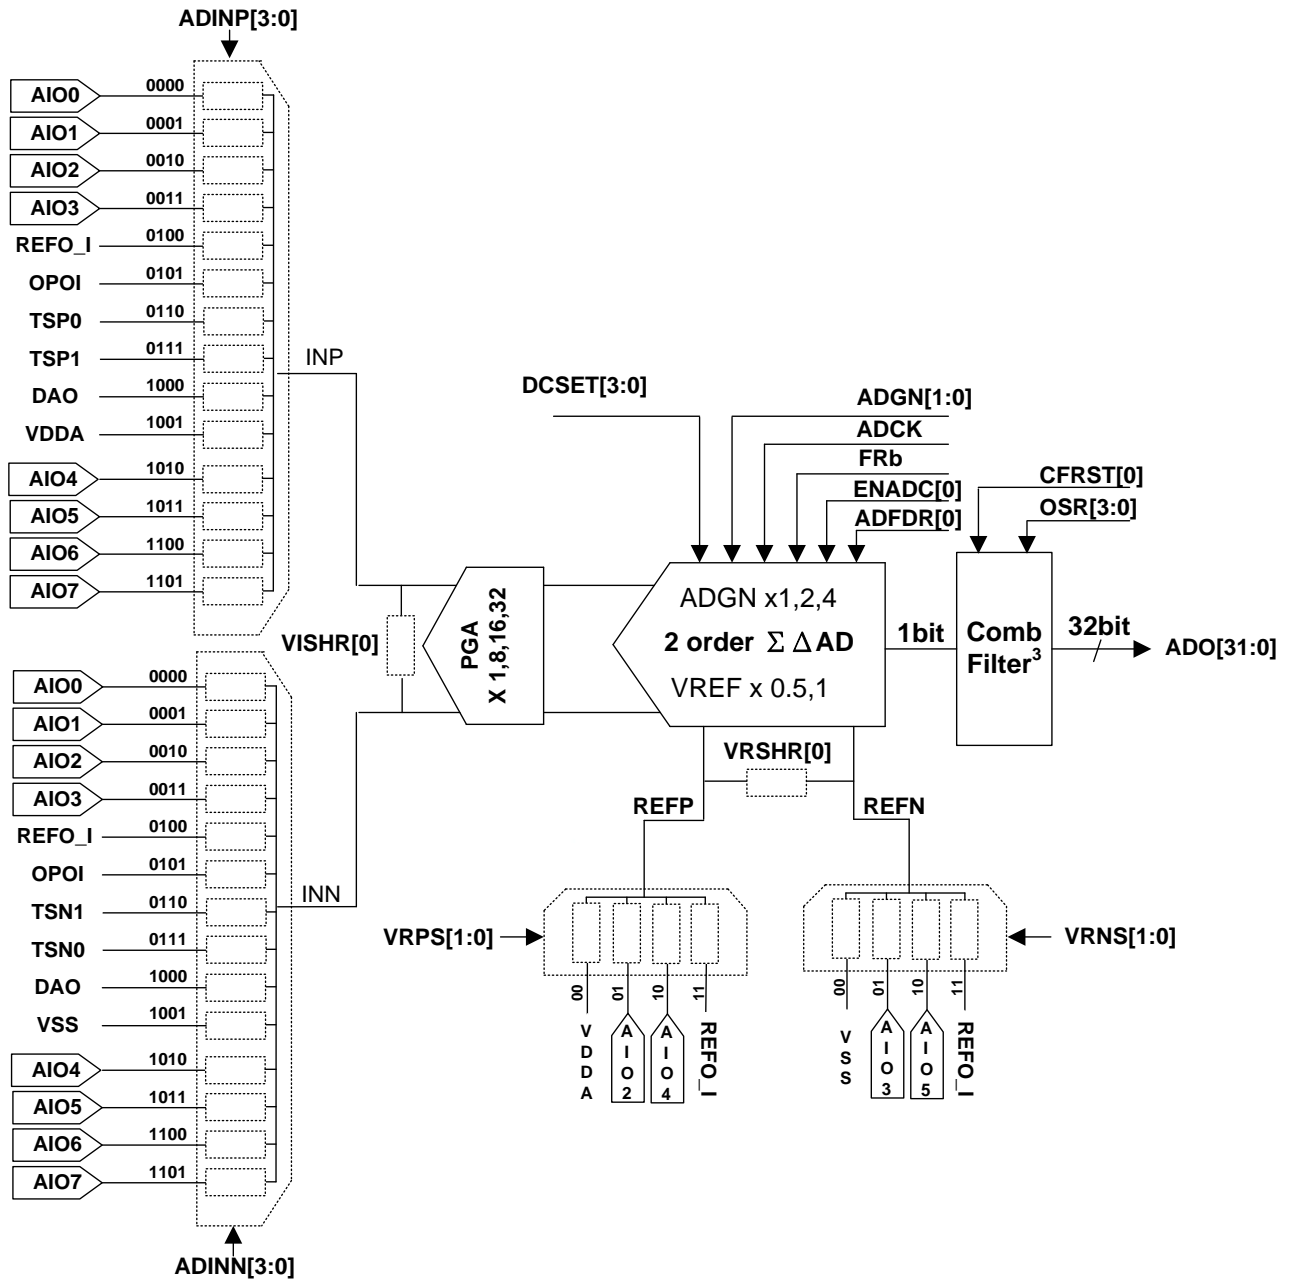 ADINP[3:0]
AIO0 0000
AIO1 0001
AIO2 0010
AIO3 0011
REFO_I 0100
OPOI 0101
TSP0 0110
TSP1 0111
DAO 1000
VDDA 1001
AIO4 1010
AIO5 1011
AIO6 1100
AIO7 1101
INP
AIO0 0000
AIO1 0001
AIO2 0010
AIO3 0011
REFO_I 0100
OPOI 0101
TSN1 0110
TSN0 0111
DAO 1000
VSS 1001
AIO4 1010
AIO5 1011
AIO6 1100
AIO7 1101
INN
ADINN[3:0]
VISHR[0]
PGA
X 1,8,16,32
DCSET[3:0]
ADGN[1:0]
ADCK
FRb
ENADC[0]
ADFDR[0]
ADGN x1,2,4
2 order Σ Δ AD
VREF x 0.5,1
1bit
CFRST[0]
OSR[3:0]
Comb
Filter³
32bit
ADO[31:0]
VRSHR[0]
REFP
REFN
VRPS[1:0]
00 01 10 11
VDDA AIO2 AIO4 REFO_I
VRNS[1:0]
00 01 10 11
VSS AIO3 AIO5 REFO_I